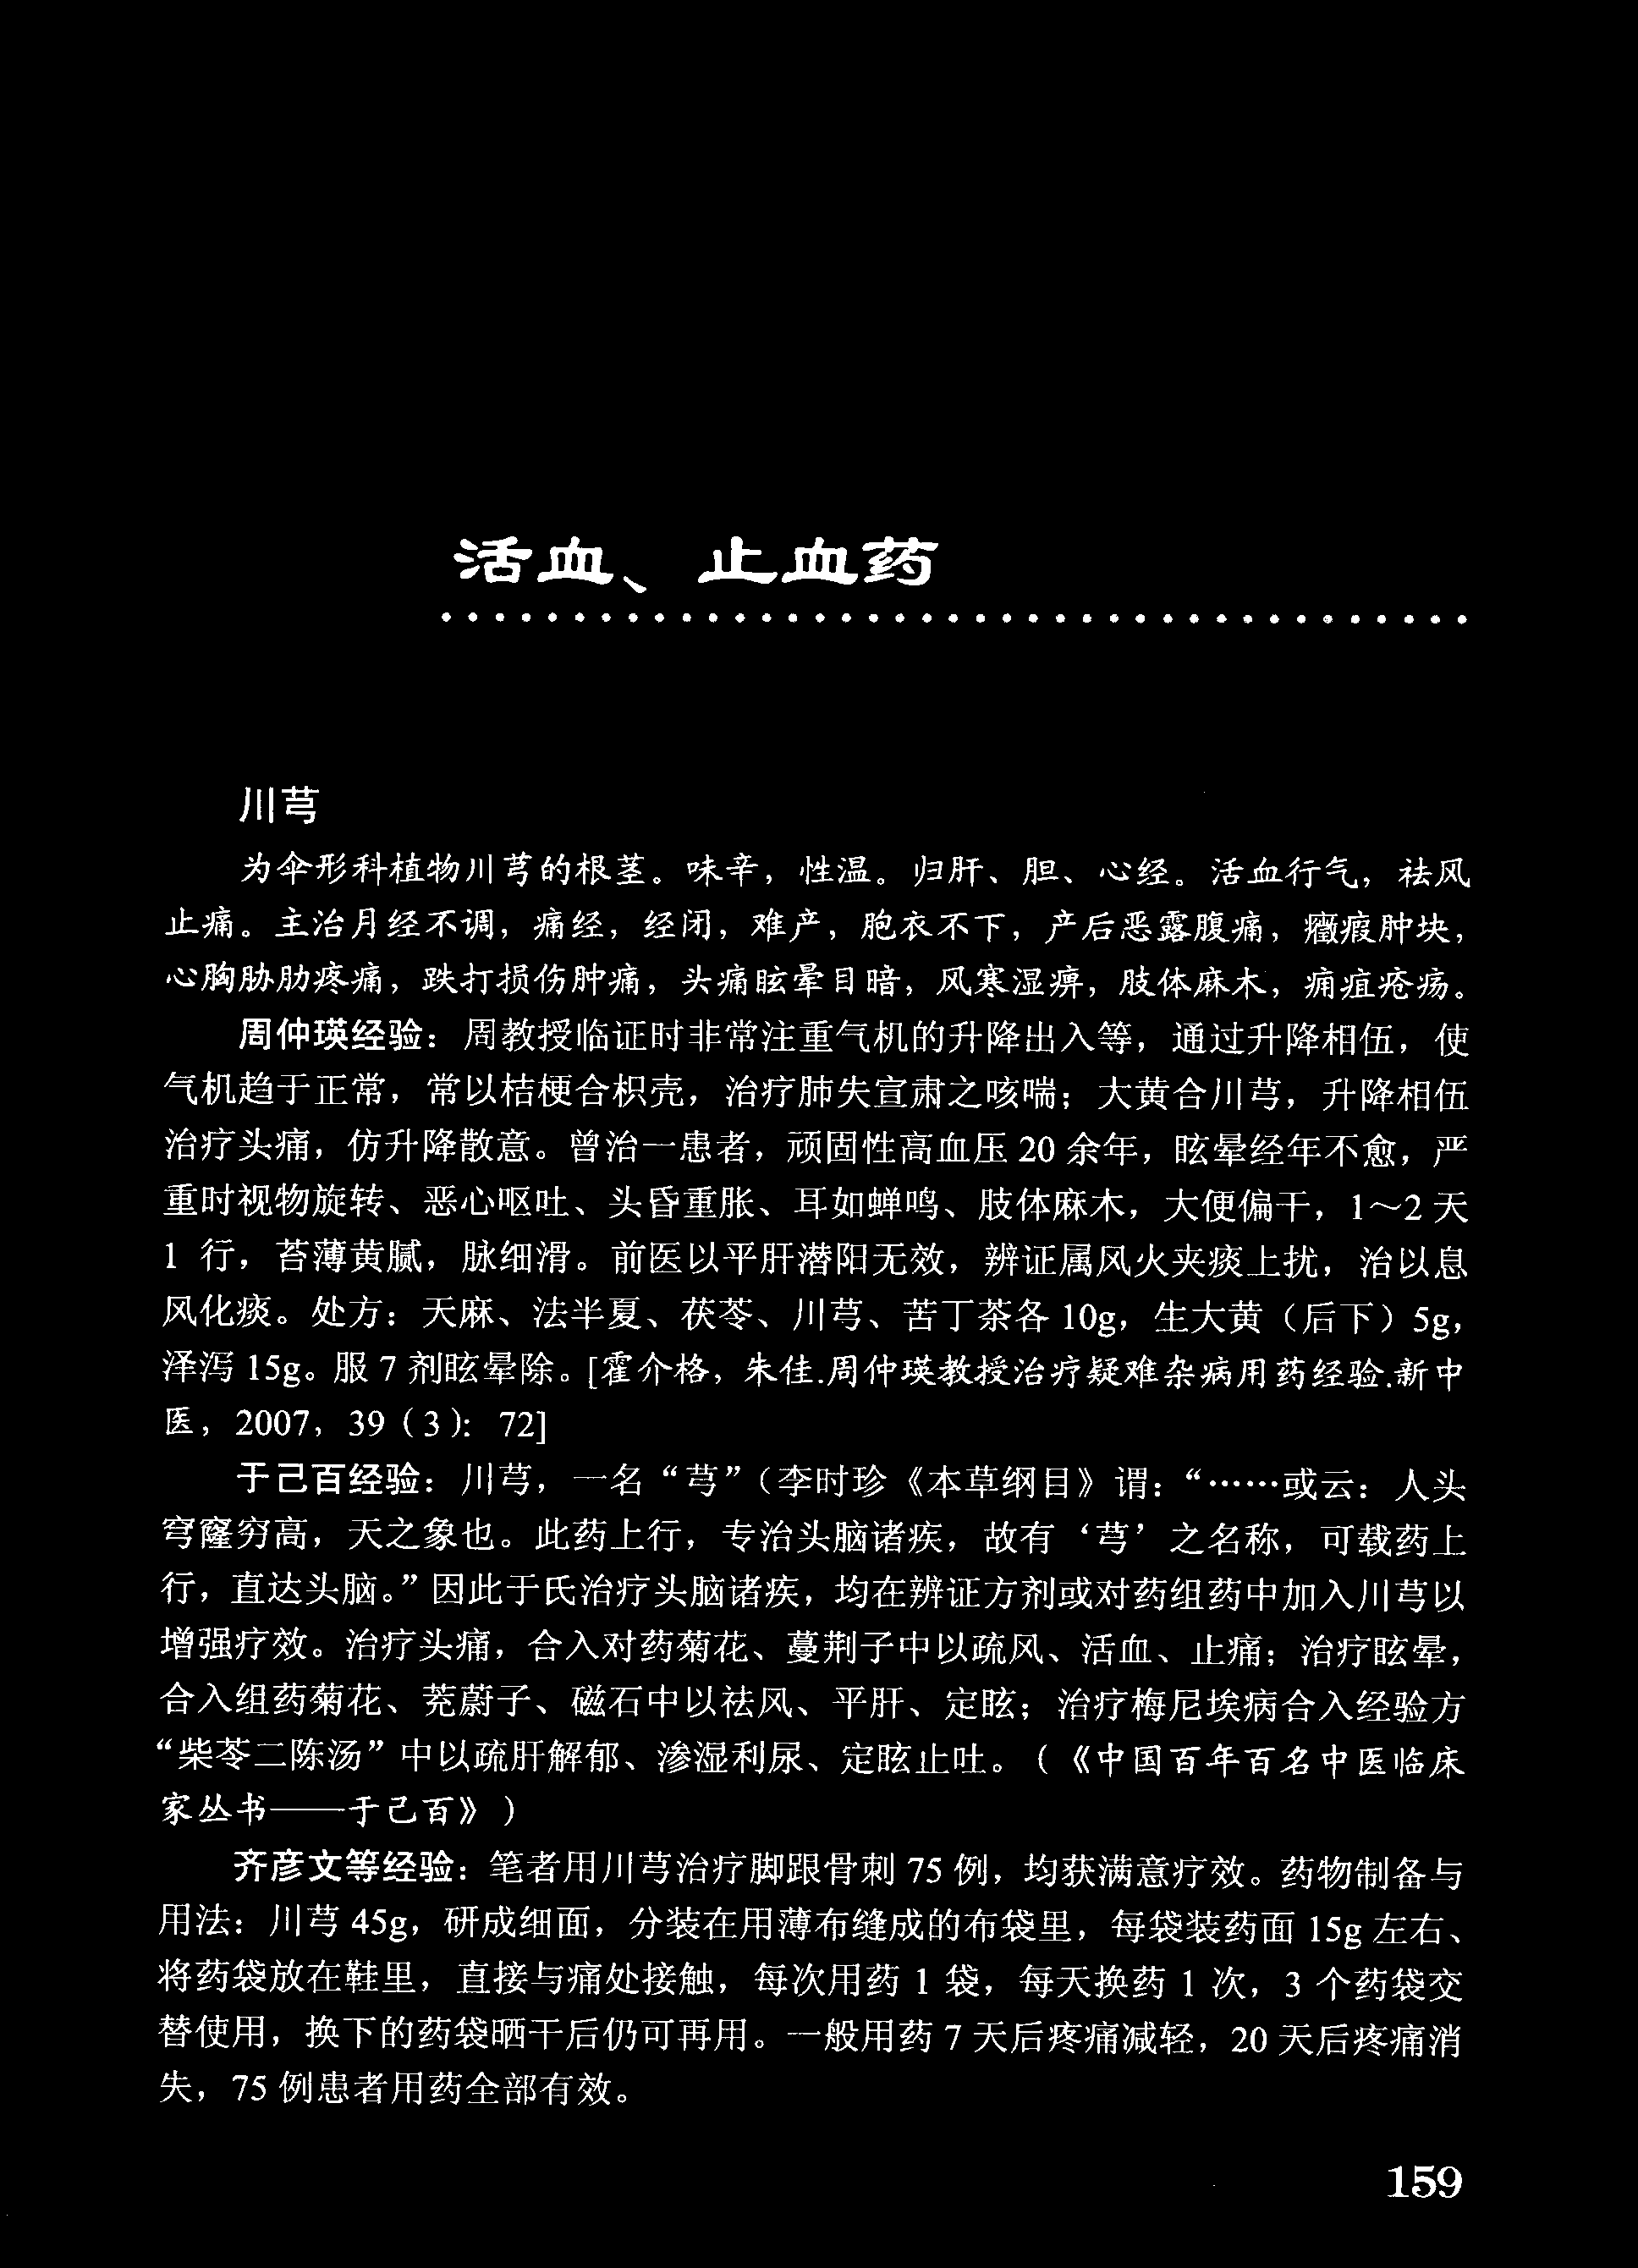 活血、止血药
川芎
为伞形科植物川芎的根茎。味辛，性温。归肝、胆、心经。活血行气，祛风
止痛。主治月经不调，痛经，经闭，难产，胞衣不下，产后恶露腹痛，癥瘕肿块，
心胸胁肋疼痛，跌打损伤肿痛，头痛眩晕目暗，风寒湿痹，肢体麻木，痈疽疮疡。
周仲瑛经验：周教授临证时非常注重气机的升降出入等，通过升降相伍，使
气机趋于正常，常以桔梗合枳壳，治疗肺失宣肃之咳喘；大黄合川芎，升降相伍
治疗头痛，仿升降散意。曾治一患者，顽固性高血压 20 余年，眩晕经年不愈，严
重时视物旋转、恶心呕吐、头昏重胀、耳如蝉鸣、肢体麻木，大便偏干，1～2 天
1 行，苔薄黄腻，脉细滑。前医以平肝潜阳无效，辨证属风火夹痰上扰，治以息
风化痰。处方：天麻、法半夏、茯苓、川芎、苦丁茶各 10g，生大黄（后下）5g，
泽泻 15g。服 7 剂眩晕除。[霍介格，朱佳.周仲瑛教授治疗疑难杂病用药经验.新中
医，2007，39（3）：72]
于己百经验：川芎，一名“芎”（李时珍《本草纲目》谓：“……或云：人头
穹窿穷高，天之象也。此药上行，专治头脑诸疾，故有‘芎’之名称，可载药上
行，直达头脑。”因此于氏治疗头脑诸疾，均在辨证方剂或对药组药中加入川芎以
增强疗效。治疗头痛，合入对药菊花、蔓荆子中以疏风、活血、止痛；治疗眩晕，
合入组药菊花、茺蔚子、磁石中以祛风、平肝、定眩；治疗梅尼埃病合入经验方
“柴苓二陈汤”中以疏肝解郁、渗湿利尿、定眩止吐。（《中国百年百名中医临床
家丛书——于己百》）
齐彦文等经验：笔者用川芎治疗脚跟骨刺 75 例，均获满意疗效。药物制备与
用法：川芎 45g，研成细面，分装在用薄布缝成的布袋里，每袋装药面 15g 左右、
将药袋放在鞋里，直接与痛处接触，每次用药 1 袋，每天换药 1 次，3 个药袋交
替使用，换下的药袋晒干后仍可再用。一般用药 7 天后疼痛减轻，20 天后疼痛消
失，75 例患者用药全部有效。
159